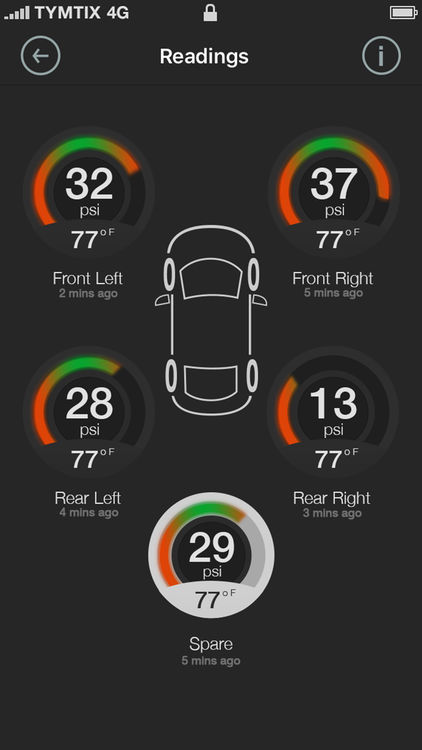 TYMTIX 4G
Readings
i
32
psi
77°F
Front Left
2 mins ago
37
psi
77°F
Front Right
5 mins ago
28
psi
77°F
Rear Left
4 mins ago
13
psi
77°F
Rear Right
3 mins ago
29
psi
77°F
Spare
5 mins ago